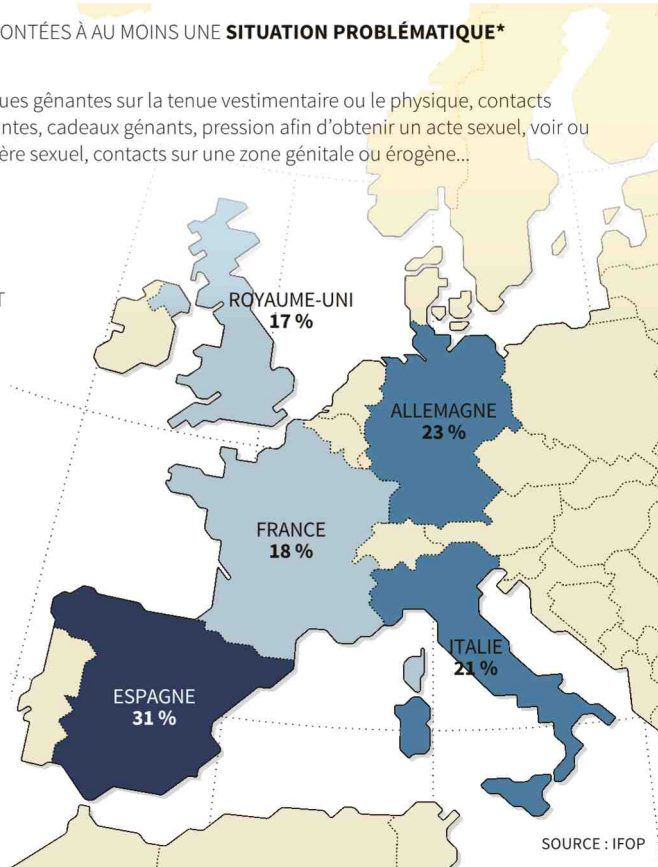 ONTÉES À AU MOINS UNE SITUATION PROBLÉMATIQUE*
ues gênantes sur la tenue vestimentaire ou le physique, contacts
ntes, cadeaux génants, pression afin d'obtenir un acte sexuel, voir ou
ère sexuel, contacts sur une zone génitale ou érogène...
T
ROYAUME-UNI
17 %
ALLEMAGNE
23 %
FRANCE
18 %
ITALIE
21 %
ESPAGNE
31 %
SOURCE : IFOP